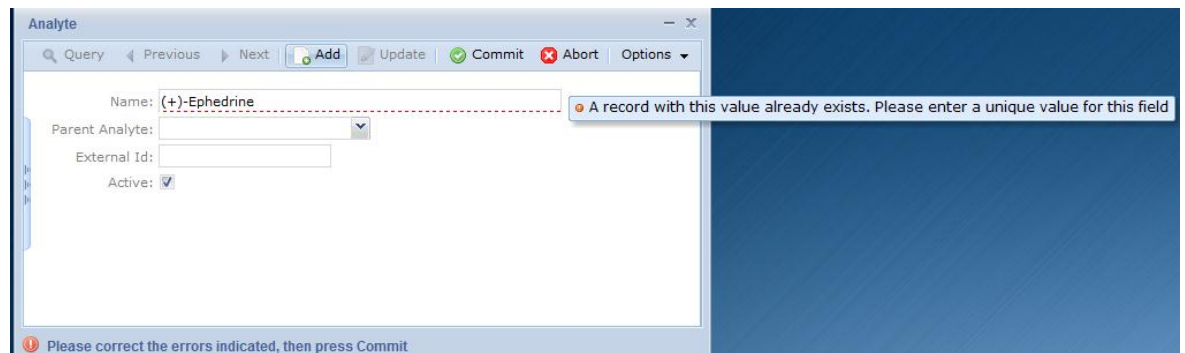 Analyte
Query Previous Next Add Update Commit Abort Options
Name: (+)-Ephedrine
A record with this value already exists. Please enter a unique value for this field
Parent Analyte:
External Id:
Active:
Please correct the errors indicated, then press Commit